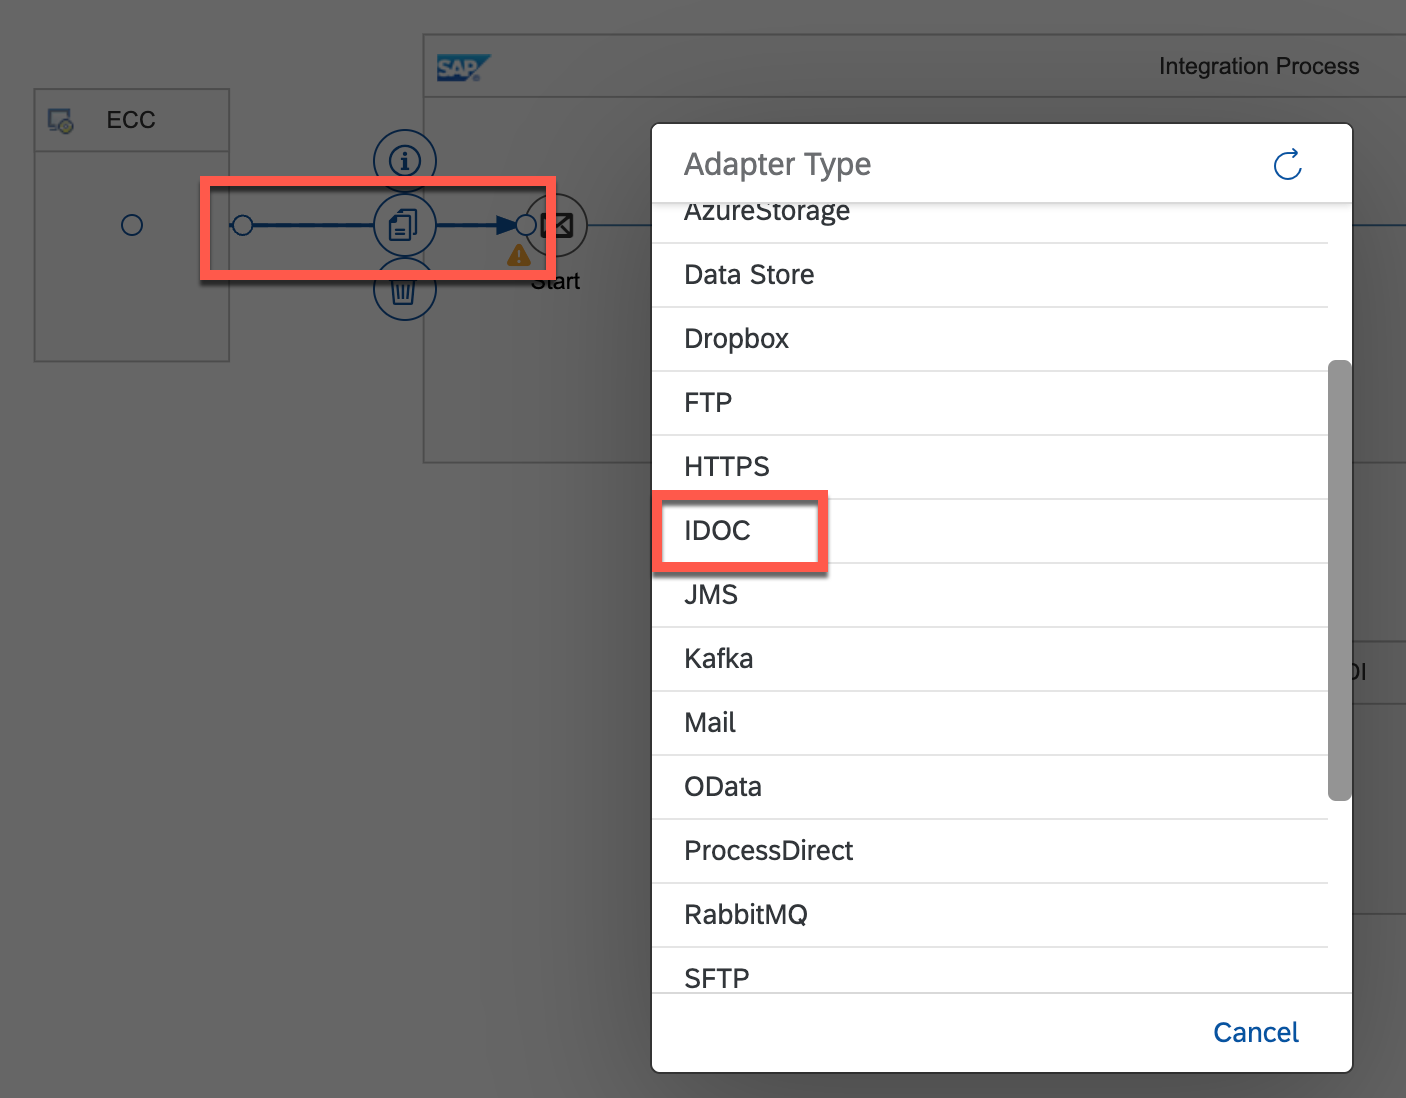 SAP
Integration Process
ECC
Start
Adapter Type
AzureStorage
Data Store
Dropbox
FTP
HTTPS
IDOC
JMS
Kafka
Mail
OData
ProcessDirect
RabbitMQ
SFTP
Cancel